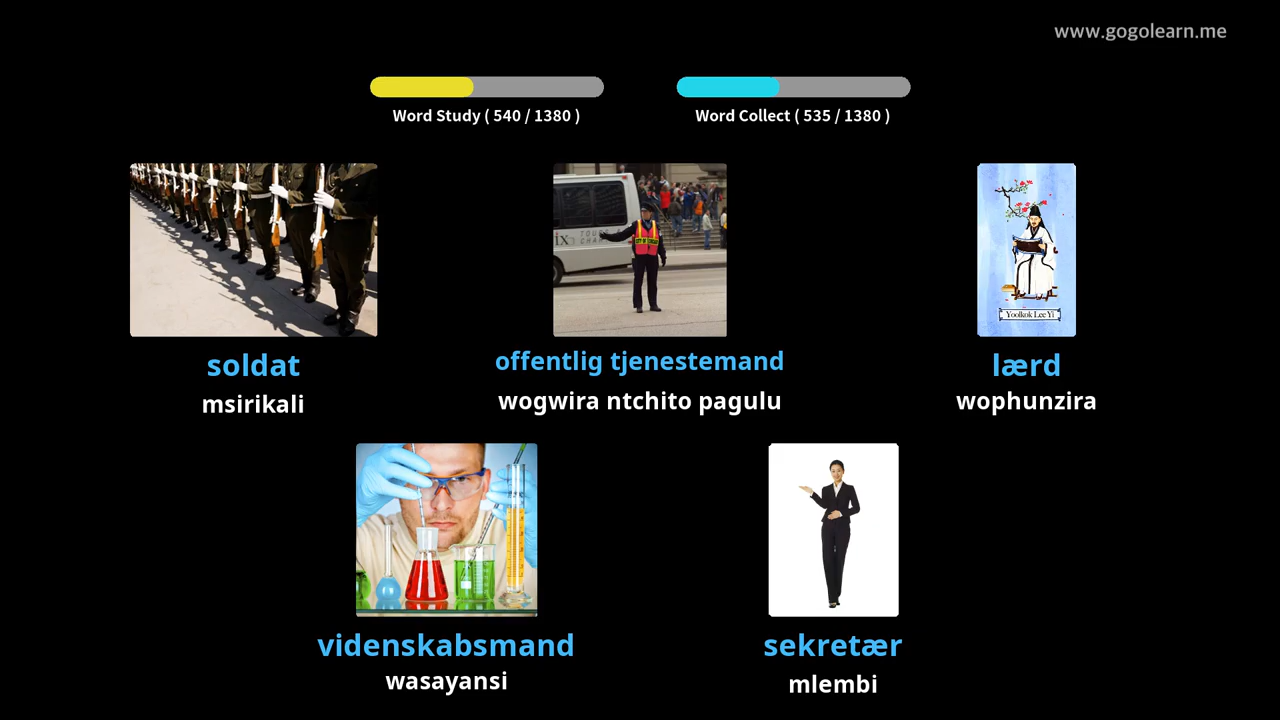 www.gogolearn.me
Word Study ( 540 / 1380 )
Word Collect ( 535 / 1380 )
Yoolkok Lee Yi
soldat
offentlig tjenestemand
lærd
msirikali
wogwira ntchito pagulu
wophunzira
videnskabsmand
sekretær
wasayansi
mlembi